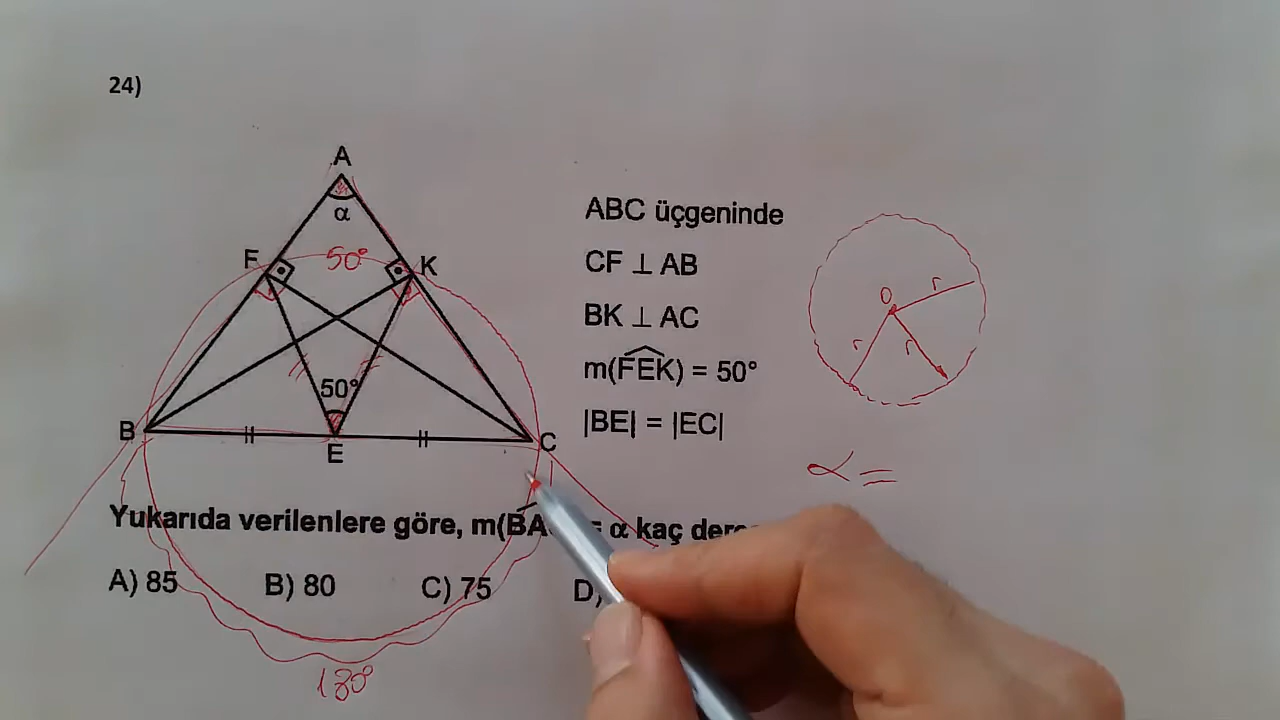 24)
A
α
F
50°
K
50°
B
E
C
ABC üçgeninde
CF ⊥ AB
BK ⊥ AC
m(FEK) = 50°
|BE| = |EC|
O
r
r
r
α =
Yukarıda verilenlere göre, m(BA = α kaç
A) 85 B) 80 C) 75 D)
180°